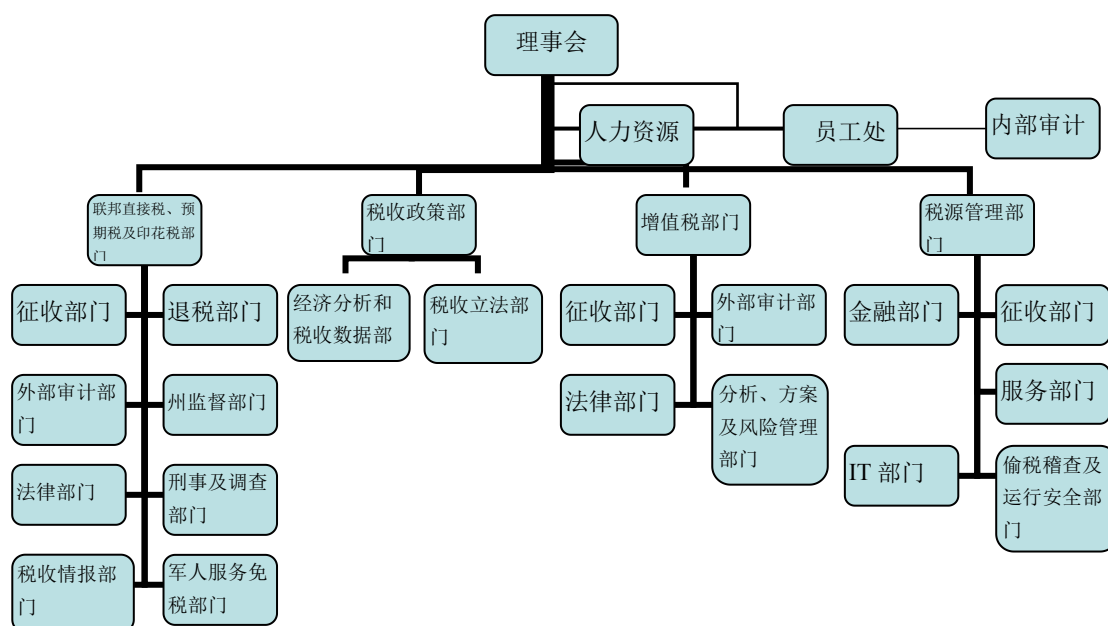 理事会
人力资源
员工处
内部审计
联邦直接税、预
期税及印花税部
门
税收政策部
门
增值税部门
税源管理部
门
征收部门
退税部门
经济分析和
税收数据部
税收立法部
门
征收部门
外部审计部
门
金融部门
征收部门
外部审计部
门
州监督部门
法律部门
分析、方案
及风险管理
部门
服务部门
法律部门
刑事及调查
部门
IT 部门
偷税稽查及
运行安全部
门
税收情报部
门
军人服务免
税部门